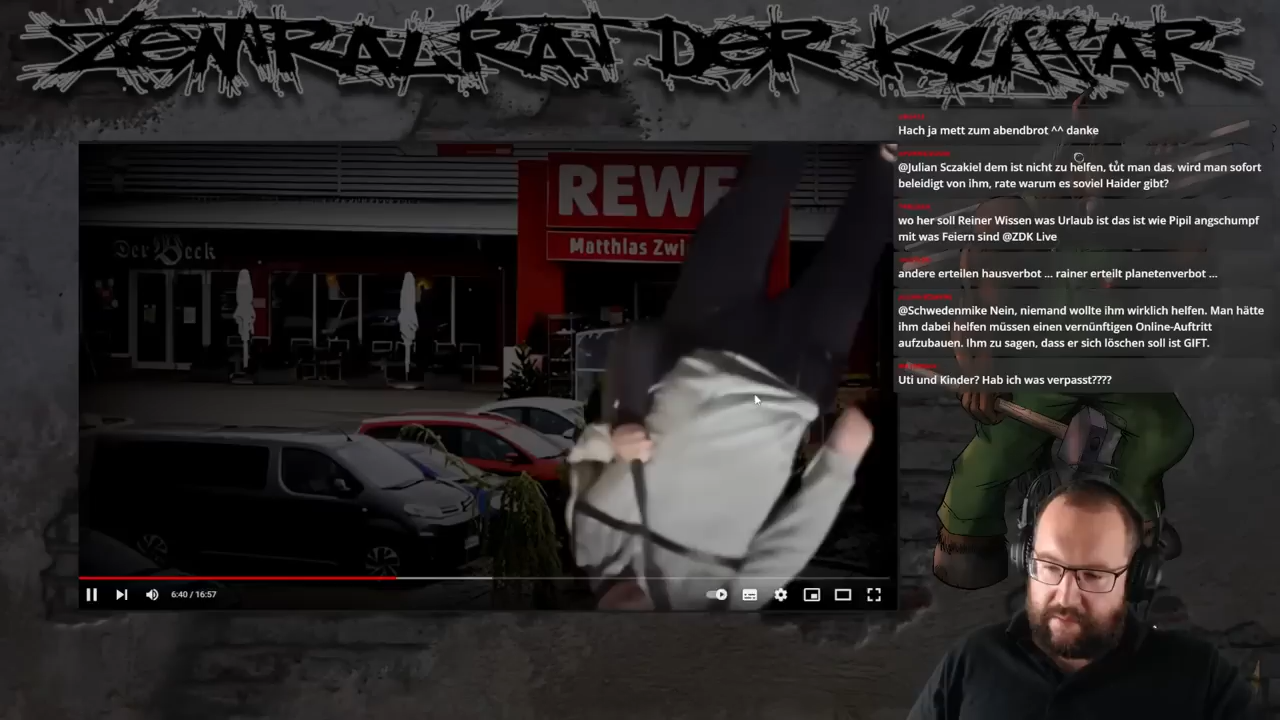 ZENTRALRAT DER KUFFAR
Hach ja mett zum abendbrot ^^ danke
@Julian Sczakiel dem ist nicht zu helfen, tut man das, wird man sofort
beleidigt von ihm, rate warum es soviel Haider gibt?
wo her soll Reiner Wissen was Urlaub ist das ist wie Pipil angschumpf
mit was Feiern sind @ZDK Live
andere erteilen hausverbot ... rainer erteilt planetenverbot ...
@Schwedenmike Nein, niemand wollte ihm wirklich helfen. Man hätte
ihm dabei helfen müssen einen vernünftigen Online-Auftritt
aufzubauen. Ihm zu sagen, dass er sich löschen soll ist GIFT.
Uti und Kinder? Hab ich was verpasst????
REWE
Matthias
Der Beck
6:40 / 16:57